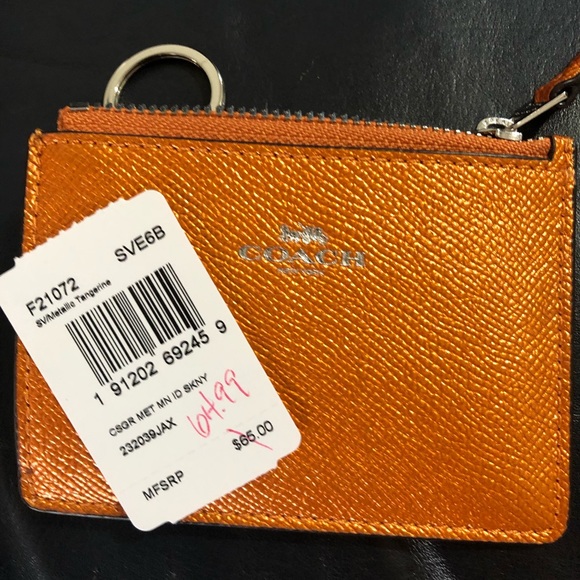 COACH
NEW YORK
F21072 SVE6B
SV/Metallic Tangerine
1 91202 69245 9
CSGR MET MN ID SKNY
232039JAX
64.99
$65.00
MFSRP